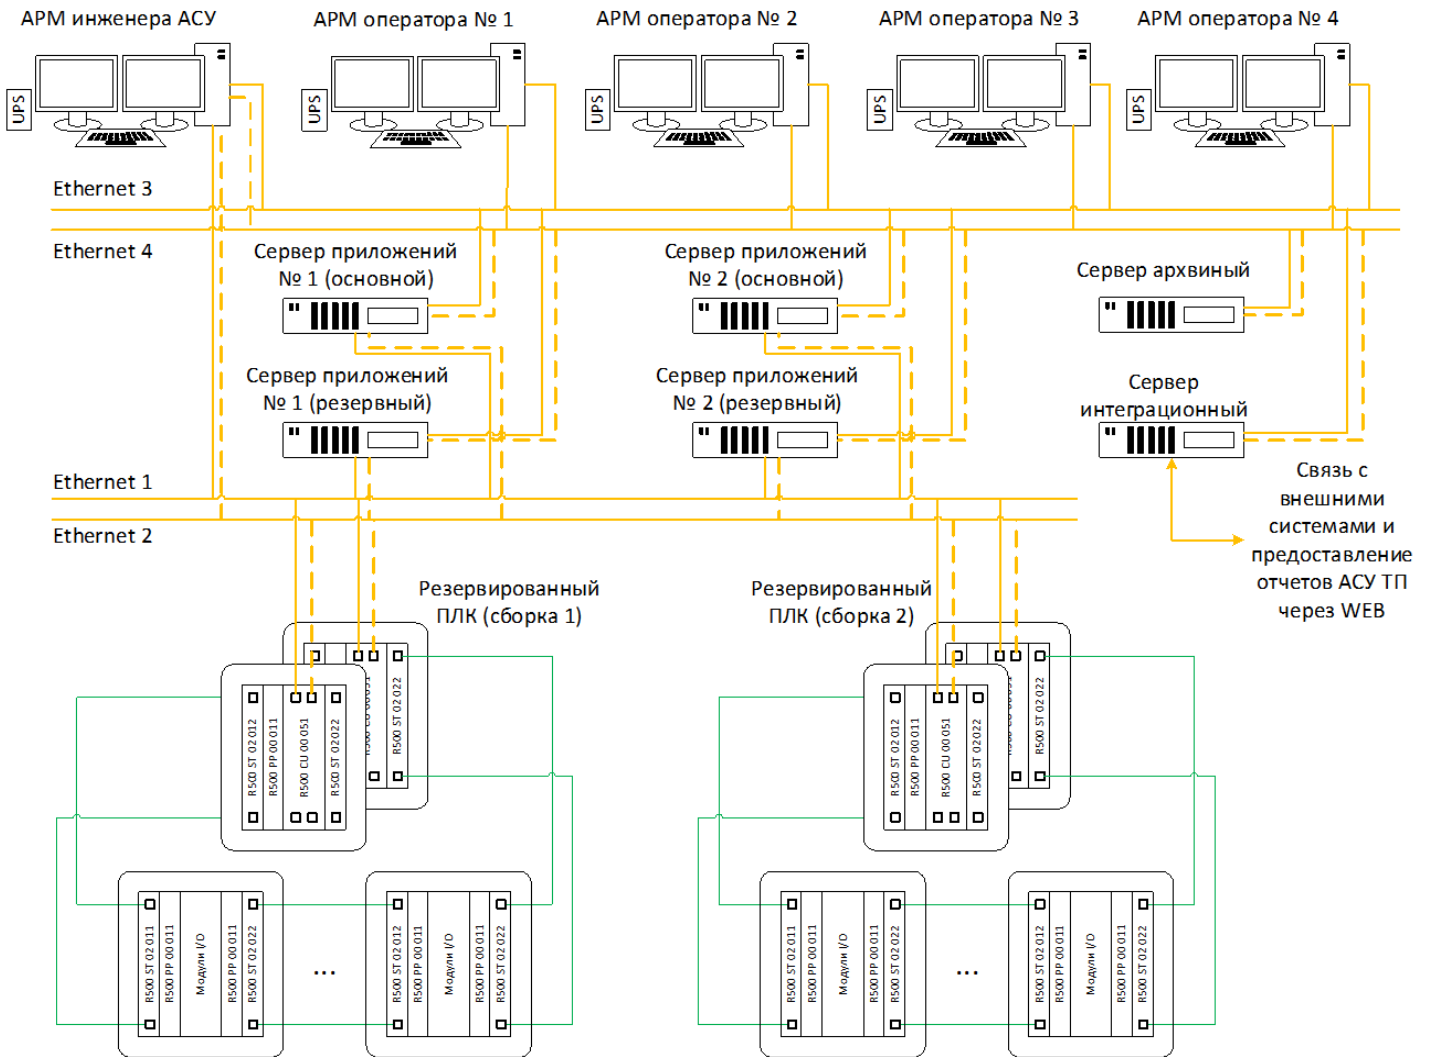 АРМ инженера АСУ
АРМ оператора № 1
АРМ оператора № 2
АРМ оператора № 3
АРМ оператора № 4
UPS
UPS
UPS
UPS
UPS
Ethernet 3
Ethernet 4
Сервер приложений
№ 1 (основной)
Сервер приложений
№ 2 (основной)
Сервер архвиный
Сервер приложений
№ 1 (резервный)
Сервер приложений
№ 2 (резервный)
Сервер
интеграционный
Ethernet 1
Ethernet 2
Связь с
внешними
системами и
предоставление
отчетов АСУ ТП
через WEB
Резервированный
ПЛК (сборка 1)
Резервированный
ПЛК (сборка 2)
R500 ST 02 012
R500 PP 00 011
R500 CU 00 051
R500 ST 02 022
R500 CU 00 051
R500 ST 02 022
R500 ST 02 012
R500 PP 00 011
R500 CU 00 051
R500 ST 02 022
R500 CU 00 051
R500 ST 02 022
R500 ST 02 011
R500 PP 00 011
Модули I/O
R500 PP 00 011
R500 ST 02 022
...
R500 ST 02 012
R500 PP 00 011
Модули I/O
R500 PP 00 011
R500 ST 02 022
R500 ST 02 011
R500 PP 00 011
Модули I/O
R500 PP 00 011
R500 ST 02 022
...
R500 ST 02 012
R500 PP 00 011
Модули I/O
R500 PP 00 011
R500 ST 02 022